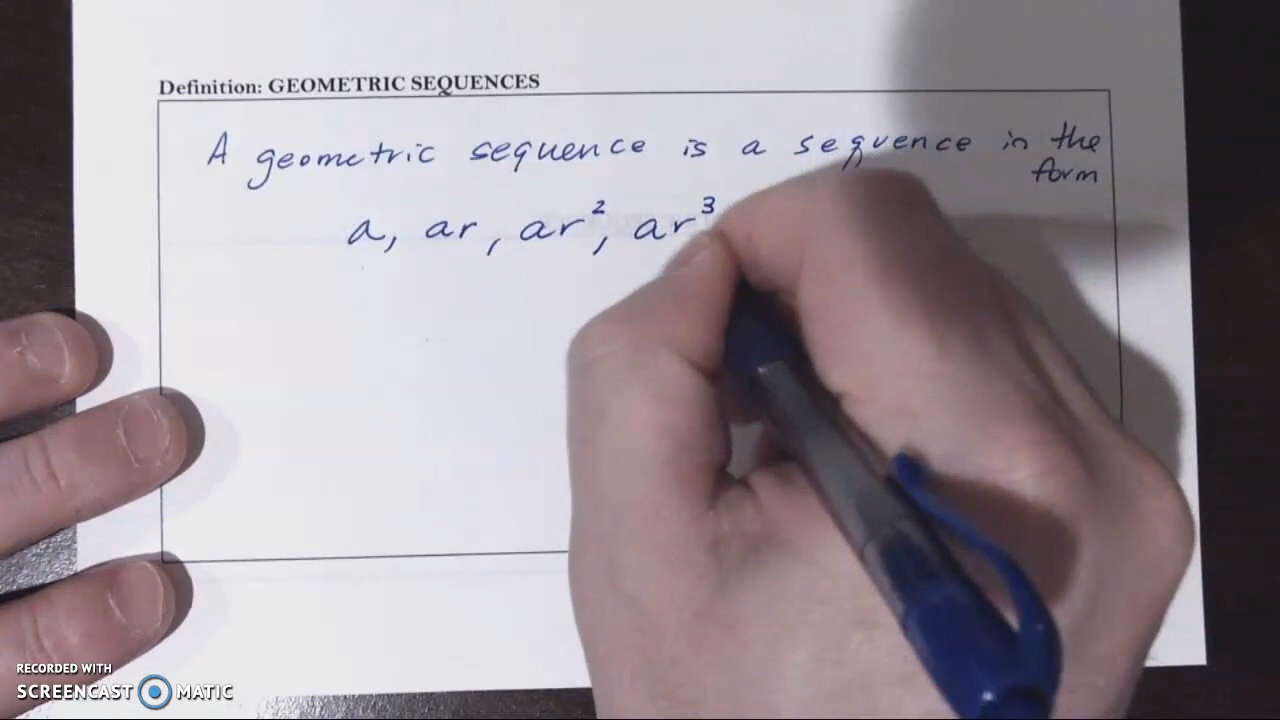 Definition: GEOMETRIC SEQUENCES
A geometric sequence is a sequence in the
form
a, ar, ar², ar³
RECORDED WITH
SCREENCAST MATIC